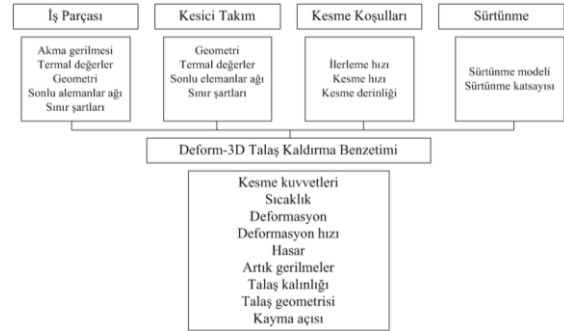 İş Parçası
Akma gerilmesi
Termal değerler
Geometri
Sonlu alemanlar ağı
Sınır şartları
Kesici Takım
Geometri
Termal değerler
Sonlu elemanlar ağı
Sınır şartları
Kesme Koşulları
İlerleme hızı
Kesme hızı
Kesme derinliği
Sürtünme
Sürtünme modeli
Sürtünme katsayısı
Deform-3D Talaş Kaldırma Benzetimi
Kesme kuvvetleri
Sıcaklık
Deformasyon
Deformasyon hızı
Hasar
Artık gerilmeler
Talaş kalınlığı
Talaş geometrisi
Kayma açısı